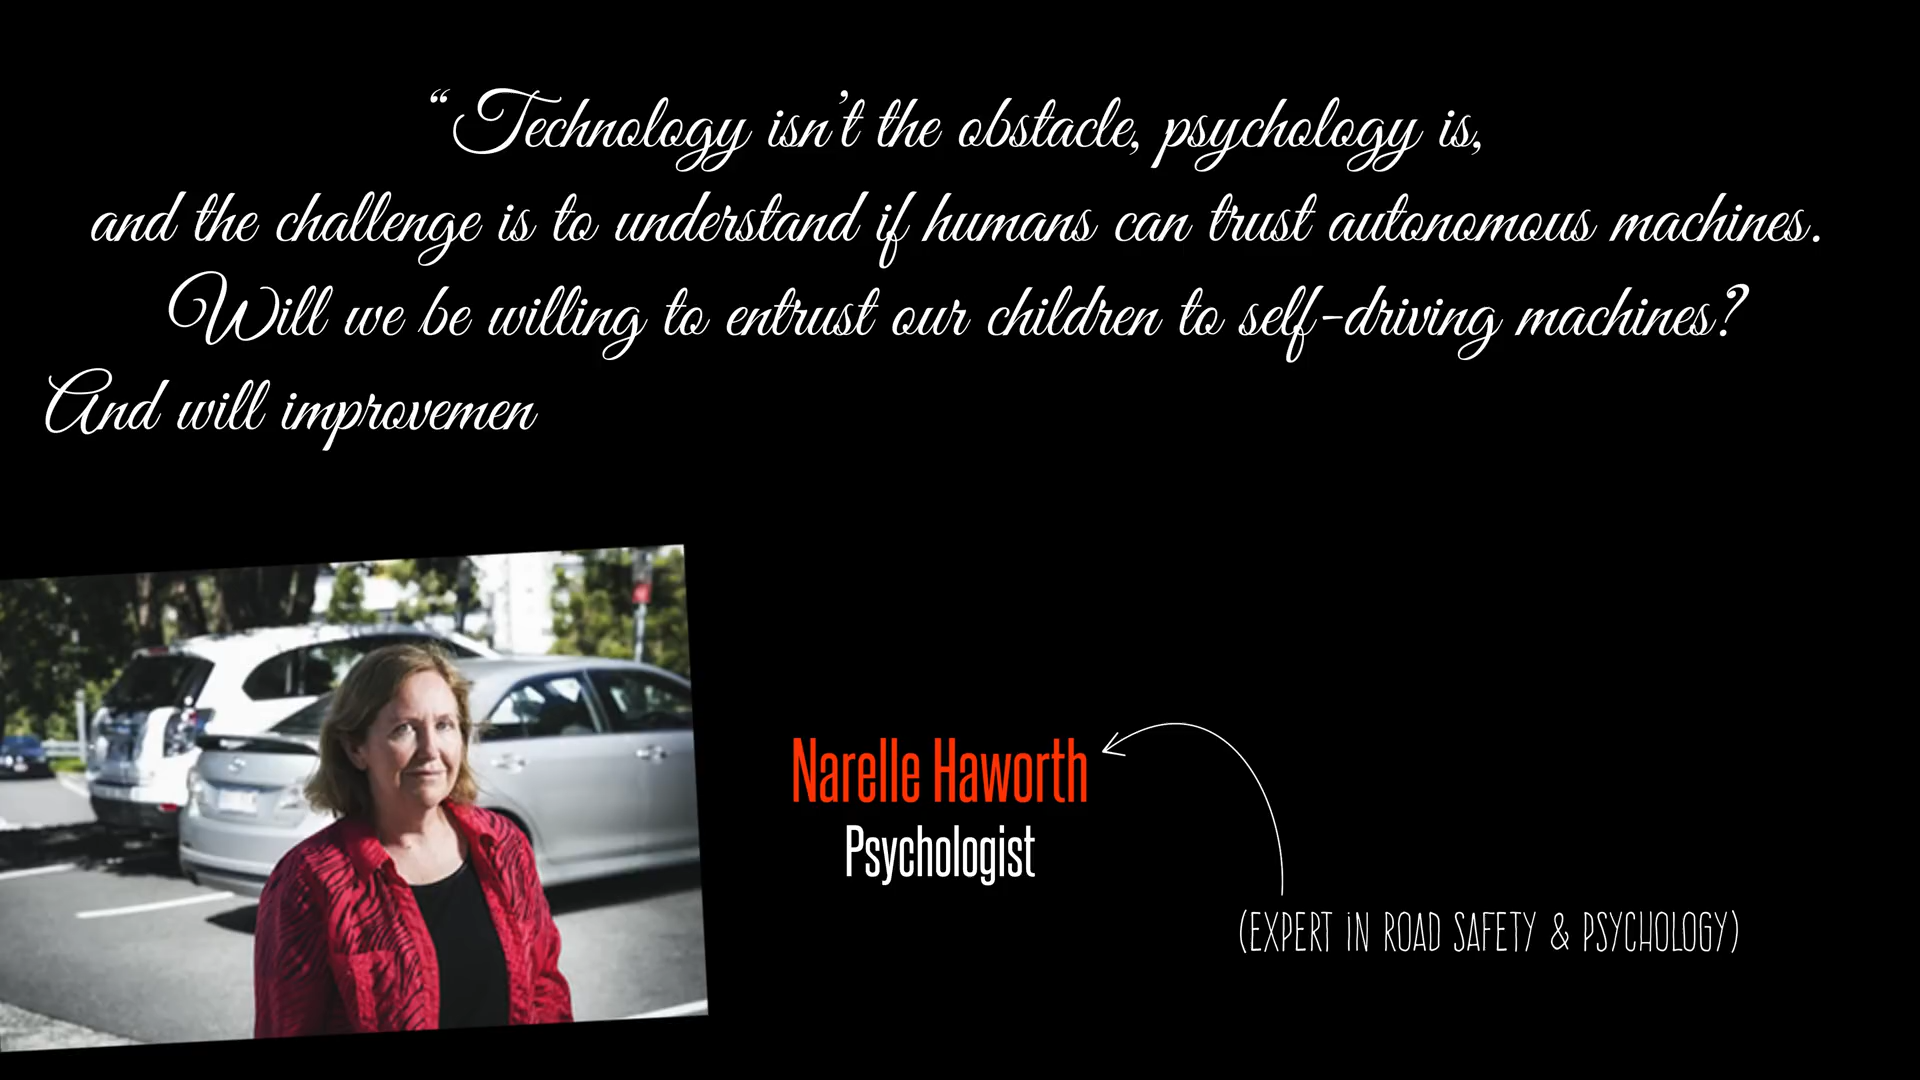 “Technology isn’t the obstacle, psychology is,
and the challenge is to understand if humans can trust autonomous machines.
Will we be willing to entrust our children to self-driving machines?
And will improvemen
Narelle Haworth
Psychologist
(EXPERT iN ROAD SAFETY & PSYCHOLOGY)